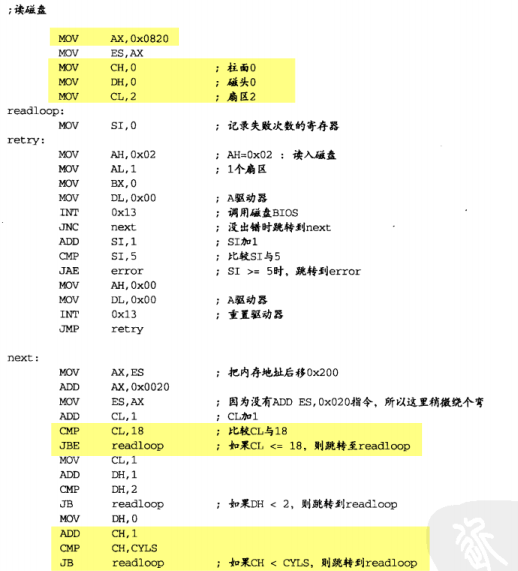 ;读磁盘
MOV AX,0x0820
MOV ES,AX
MOV CH,0 ; 柱面0
MOV DH,0 ; 磁头0
MOV CL,2 ; 扇区2
readloop:
MOV SI,0 ; 记录失败次数的寄存器
retry:
MOV AH,0x02 ; AH=0x02 : 读入磁盘
MOV AL,1 ; 1个扇区
MOV BX,0
MOV DL,0x00 ; A驱动器
INT 0x13 ; 调用磁盘BIOS
JNC next ; 没出错时跳转到next
ADD SI,1 ; SI加1
CMP SI,5 ; 比较SI与5
JAE error ; SI >= 5时, 跳转到error
MOV AH,0x00
MOV DL,0x00 ; A驱动器
INT 0x13 ; 重置驱动器
JMP retry
next:
MOV AX,ES ; 把内存地址后移0x200
ADD AX,0x0020
MOV ES,AX ; 因为没有ADD ES,0x020指令, 所以这里稍微绕个弯
ADD CL,1 ; CL加1
CMP CL,18 ; 比较CL与18
JBE readloop ; 如果CL <= 18, 则跳转至readloop
MOV CL,1
ADD DH,1
CMP DH,2
JB readloop ; 如果DH < 2, 则跳转到readloop
MOV DH,0
ADD CH,1
CMP CH,CYLS
JB readloop ; 如果CH < CYLS, 则跳转到readloop